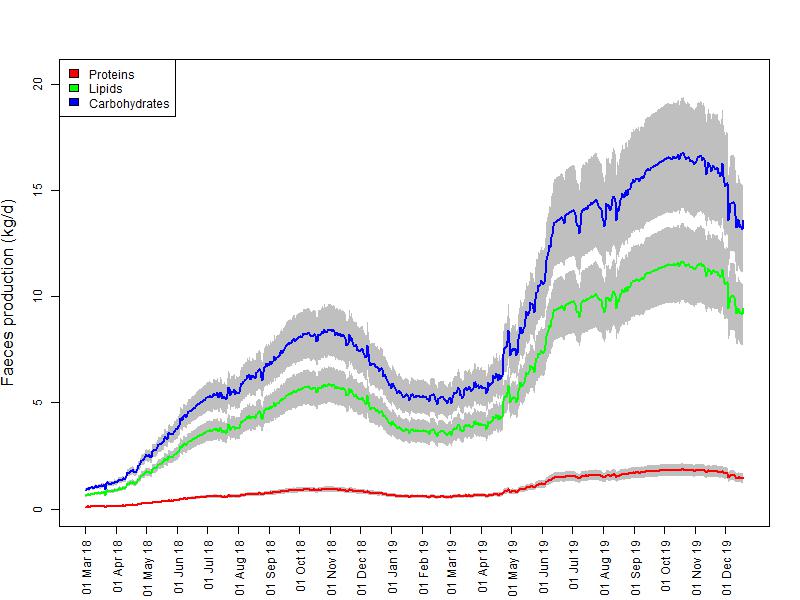 Proteins
Lipids
Carbohydrates
Faeces production (kg/d)
20
15
10
5
0
01 Mar 18
01 Apr 18
01 May 18
01 Jun 18
01 Jul 18
01 Aug 18
01 Sep 18
01 Oct 18
01 Nov 18
01 Dec 18
01 Jan 19
01 Feb 19
01 Mar 19
01 Apr 19
01 May 19
01 Jun 19
01 Jul 19
01 Aug 19
01 Sep 19
01 Oct 19
01 Nov 19
01 Dec 19